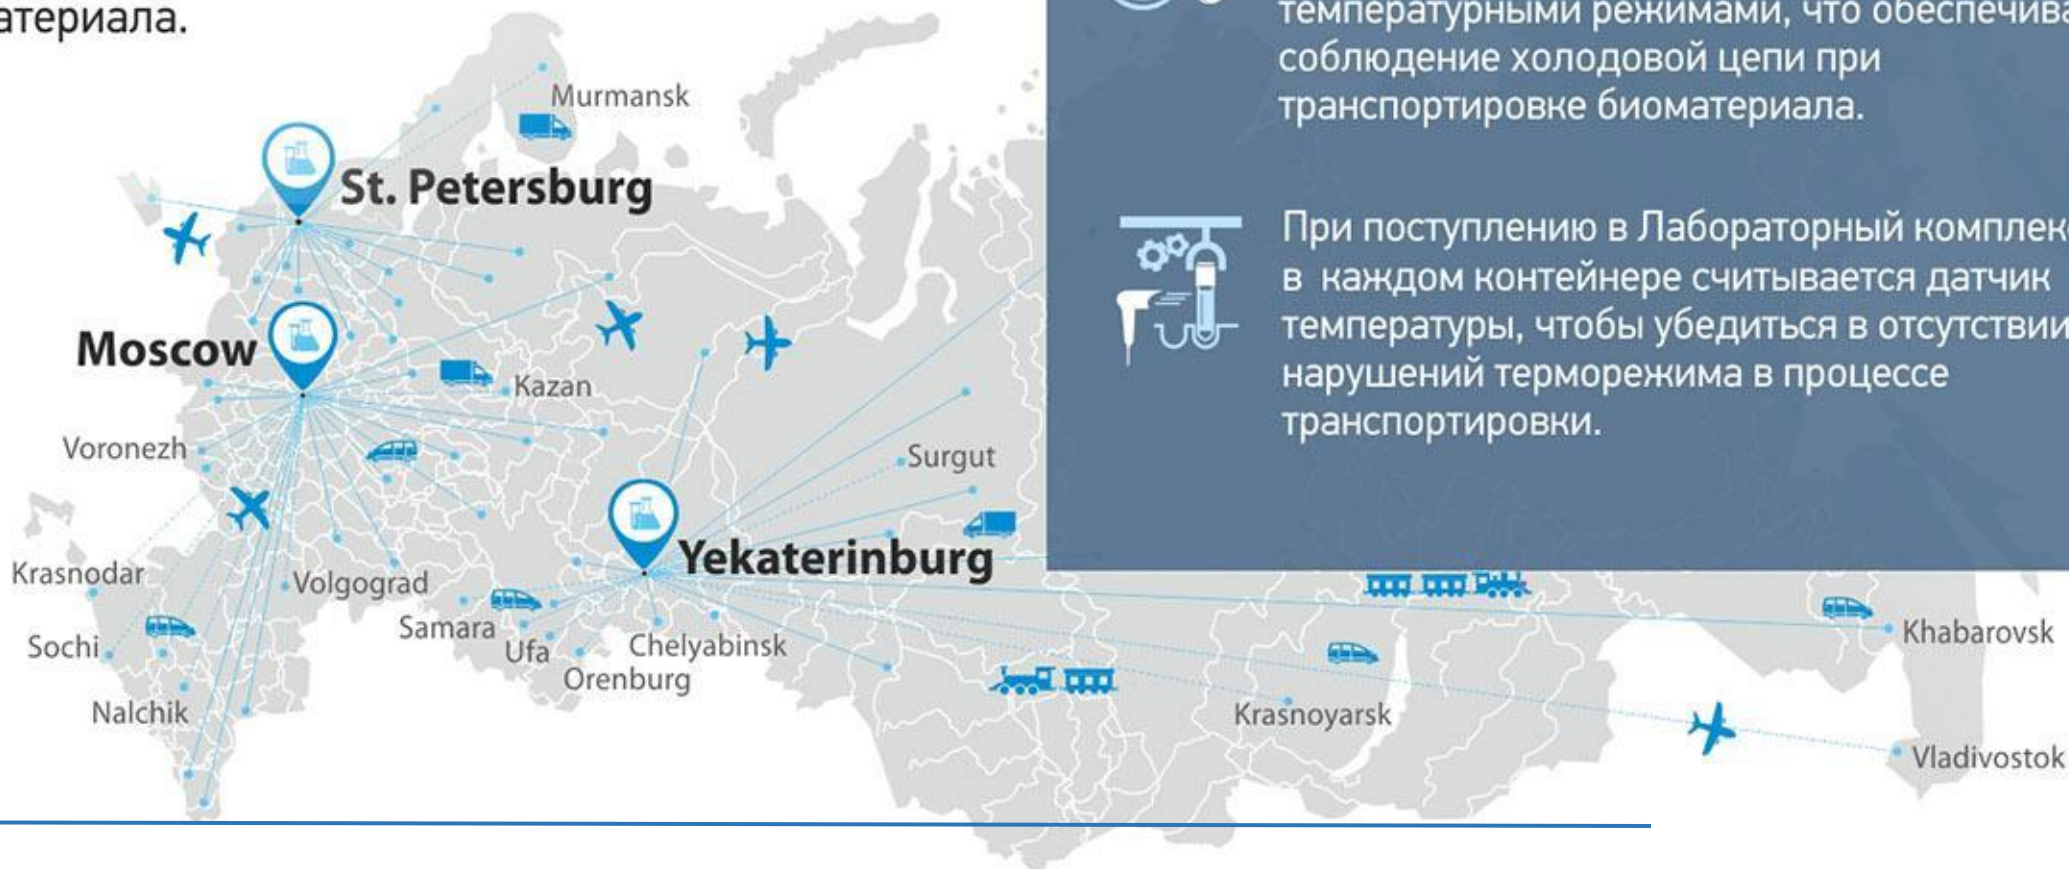 атериала.
температурными режимами, что обеспечива
соблюдение холодовой цепи при
транспортировке биоматериала.
При поступлению в Лабораторный комплек
в каждом контейнере считывается датчик
температуры, чтобы убедиться в отсутствии
нарушений терморежима в процессе
транспортировки.
Murmansk
St. Petersburg
Moscow
Kazan
Voronezh
Surgut
Yekaterinburg
Krasnodar
Volgograd
Samara
Sochi
Ufa
Chelyabinsk
Orenburg
Nalchik
Krasnoyarsk
Khabarovsk
Vladivostok